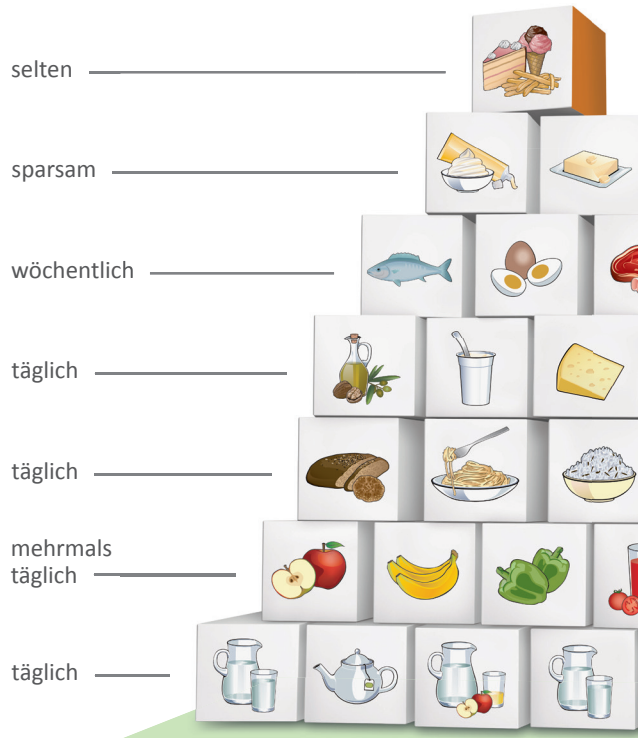 selten
sparsam
wöchentlich
täglich
täglich
mehrmals
täglich
täglich